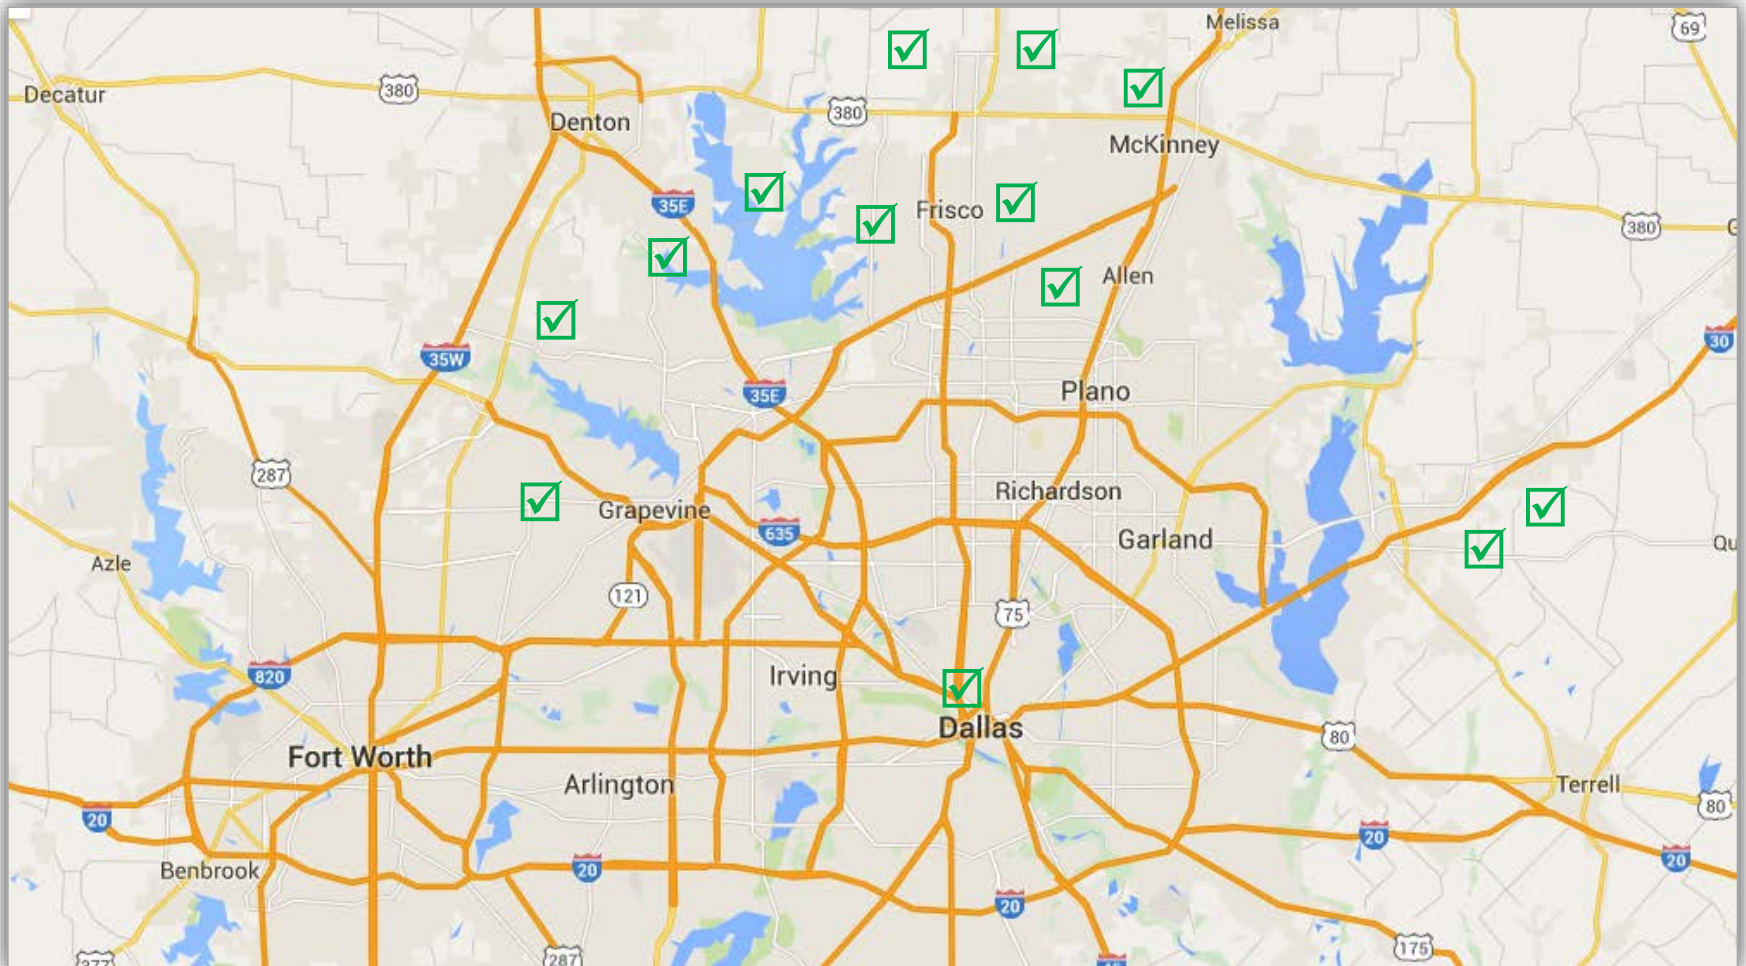 Melissa
69
Decatur
380
380
Denton
McKinney
35E
Frisco
380
Allen
30
35W
35E
Plano
287
Richardson
Grapevine
635
Garland
Azle
121
75
820
Irving
Dallas
80
Fort Worth
Arlington
Terrell
80
20
20
20
Benbrook
20
20
175
287